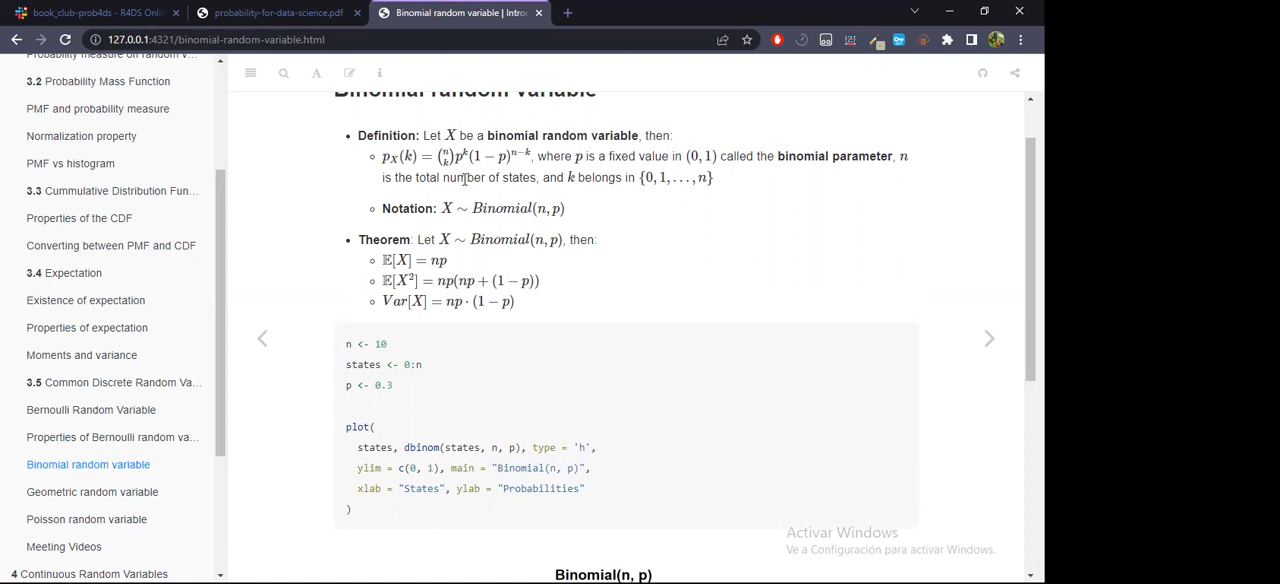 book_club-prob4ds - R4DS Onlin
probability-for-data-science.pdf
Binomial random variable | Intro
127.0.0.1:4321/binomial-random-variable.html
Probability measure on random v...
3.2 Probability Mass Function
PMF and probability measure
Normalization property
PMF vs histogram
3.3 Cummulative Distribution Fun...
Properties of the CDF
Converting between PMF and CDF
3.4 Expectation
Existence of expectation
Properties of expectation
Moments and variance
3.5 Common Discrete Random Va...
Bernoulli Random Variable
Properties of Bernoulli random va...
Binomial random variable
Geometric random variable
Poisson random variable
Meeting Videos
4 Continuous Random Variables
Binomial random variable
• Definition: Let X be a binomial random variable, then:
∘ p_X(k) = \binom{n}{k} p^k (1 − p)^{n−k}, where p is a fixed value in (0, 1) called the binomial parameter, n
is the total number of states, and k belongs in {0, 1, …, n}
∘ Notation: X ∼ Binomial(n, p)
• Theorem: Let X ∼ Binomial(n, p), then:
∘ 𝔼[X] = np
∘ 𝔼[X²] = np(np + (1 − p))
∘ Var[X] = np · (1 − p)
n <- 10
states <- 0:n
p <- 0.3
plot(
states, dbinom(states, n, p), type = 'h',
ylim = c(0, 1), main = "Binomial(n, p)",
xlab = "States", ylab = "Probabilities"
)
Activar Windows
Ve a Configuración para activar Windows.
Binomial(n, p)